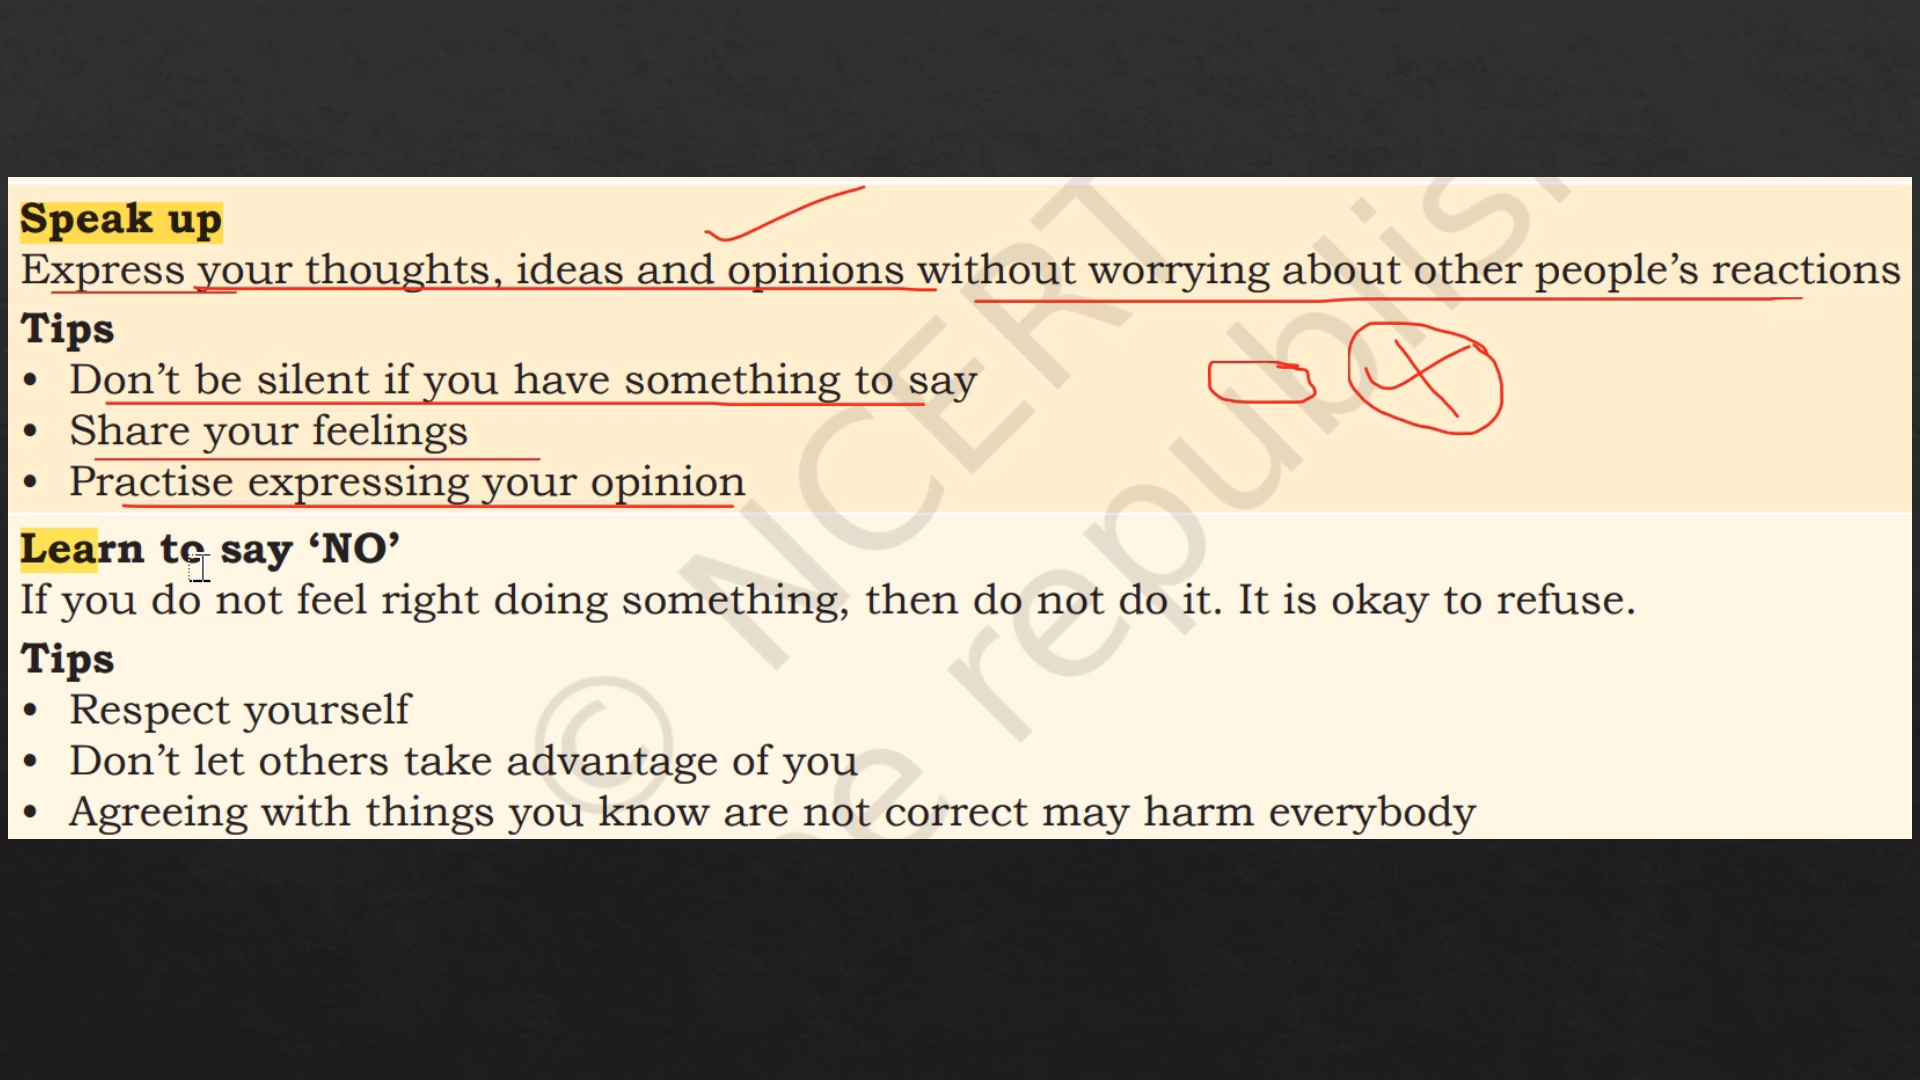 Speak up
Express your thoughts, ideas and opinions without worrying about other people’s reactions
Tips
• Don’t be silent if you have something to say
• Share your feelings
• Practise expressing your opinion
Learn to say ‘NO’
If you do not feel right doing something, then do not do it. It is okay to refuse.
Tips
• Respect yourself
• Don’t let others take advantage of you
• Agreeing with things you know are not correct may harm everybody
© NCERT
be republis